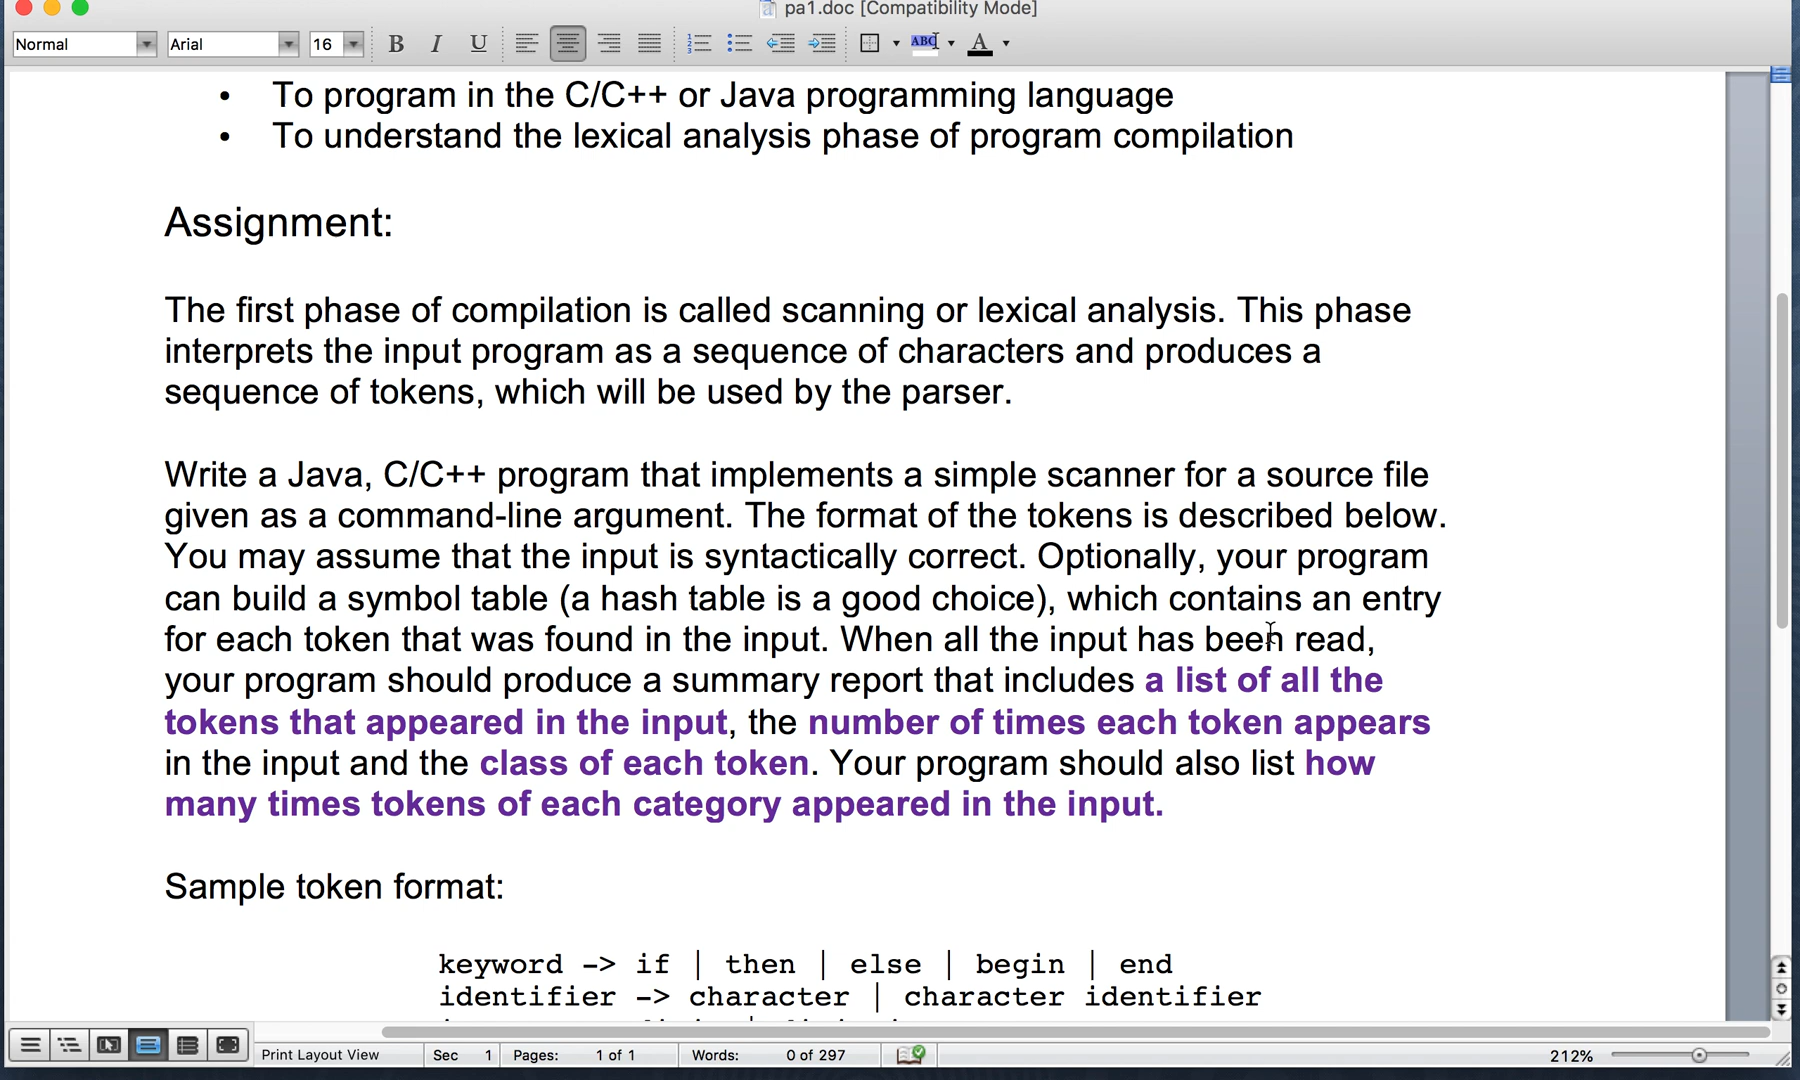 pa1.doc [Compatibility Mode]
Normal Arial 16 B I U ABC A
• To program in the C/C++ or Java programming language
• To understand the lexical analysis phase of program compilation
Assignment:
The first phase of compilation is called scanning or lexical analysis. This phase
interprets the input program as a sequence of characters and produces a
sequence of tokens, which will be used by the parser.
Write a Java, C/C++ program that implements a simple scanner for a source file
given as a command-line argument. The format of the tokens is described below.
You may assume that the input is syntactically correct. Optionally, your program
can build a symbol table (a hash table is a good choice), which contains an entry
for each token that was found in the input. When all the input has been read,
your program should produce a summary report that includes a list of all the
tokens that appeared in the input, the number of times each token appears
in the input and the class of each token. Your program should also list how
many times tokens of each category appeared in the input.
Sample token format:
keyword -> if | then | else | begin | end
identifier -> character | character identifier
Print Layout View Sec 1 Pages: 1 of 1 Words: 0 of 297 212%